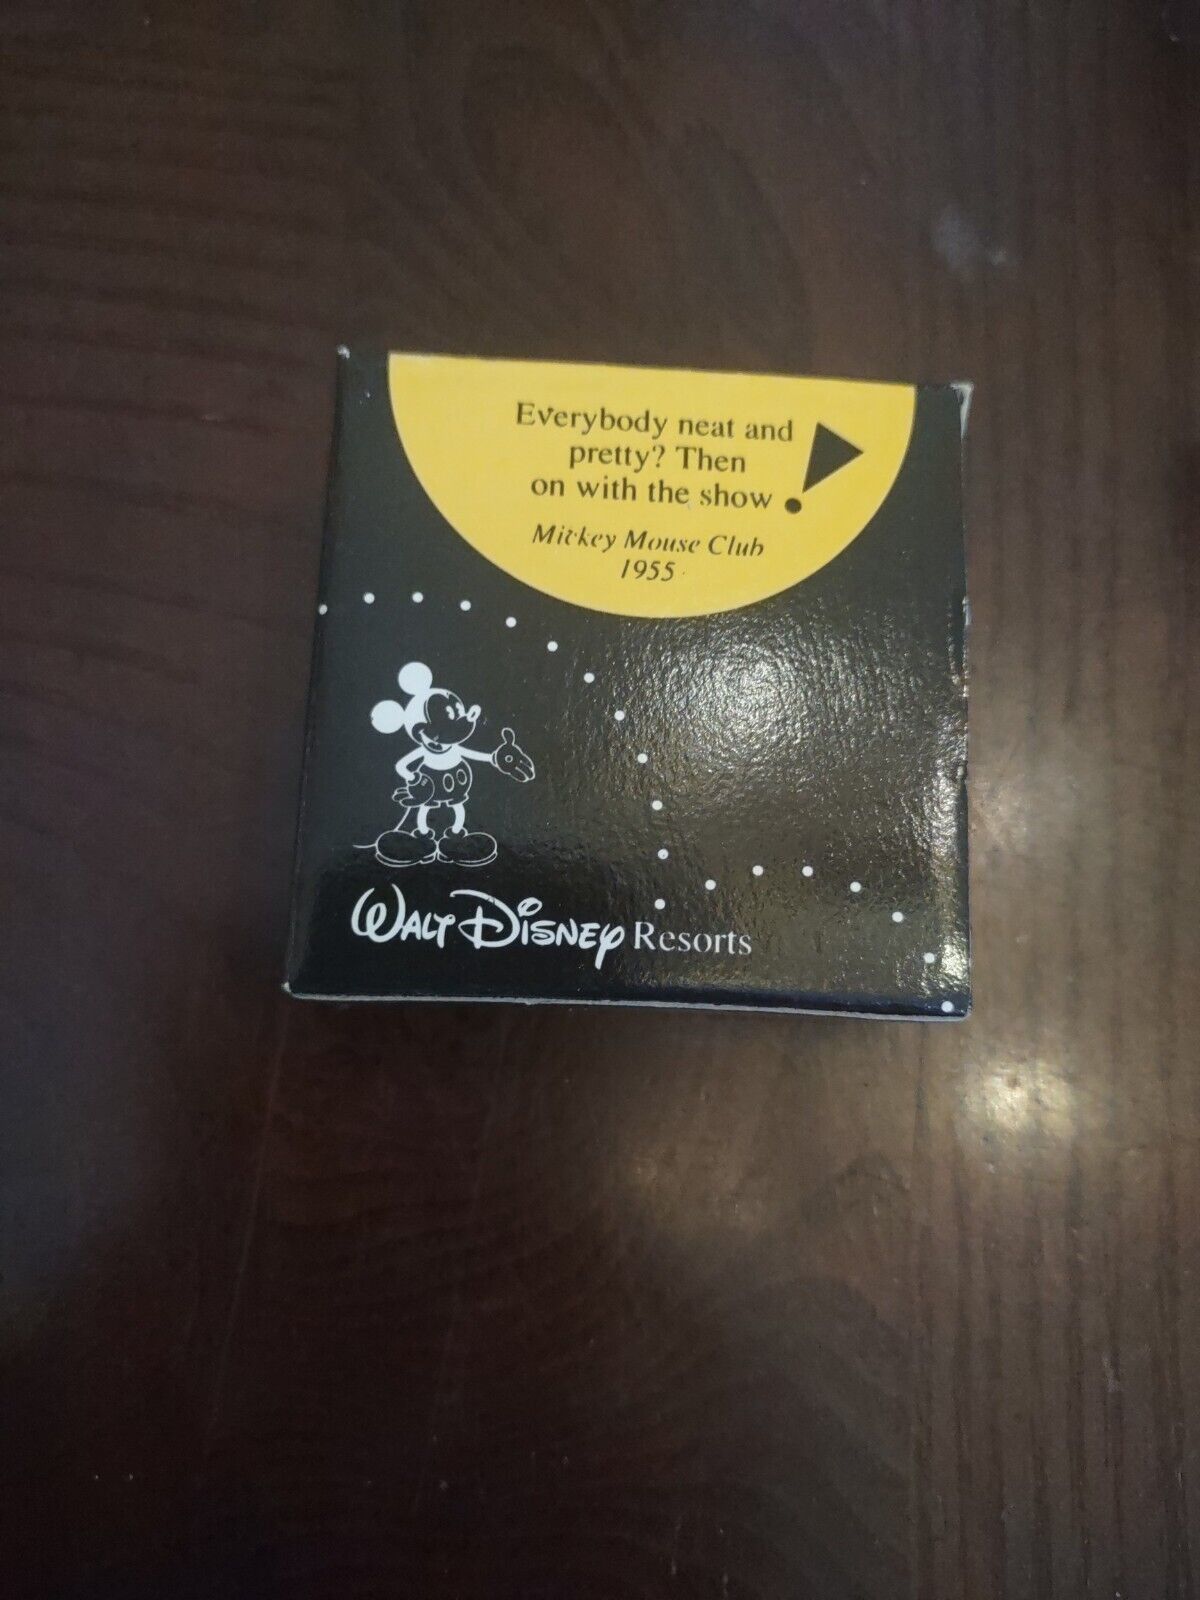 Everybody neat and
pretty? Then
on with the show!
Mickey Mouse Club
1955
WALT DISNEY Resorts